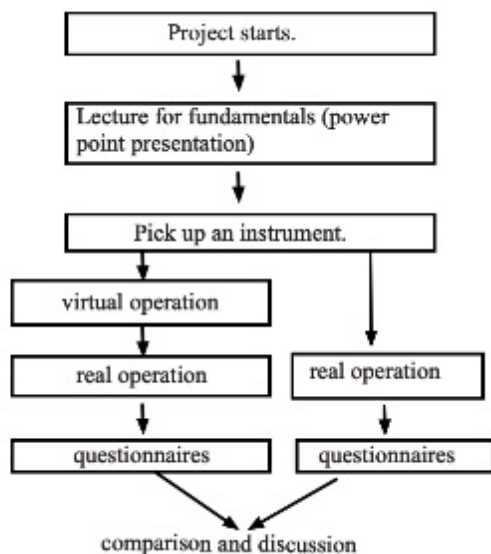 Project starts.
Lecture for fundamentals (power
point presentation)
Pick up an instrument.
virtual operation
real operation
real operation
questionnaires
questionnaires
comparison and discussion